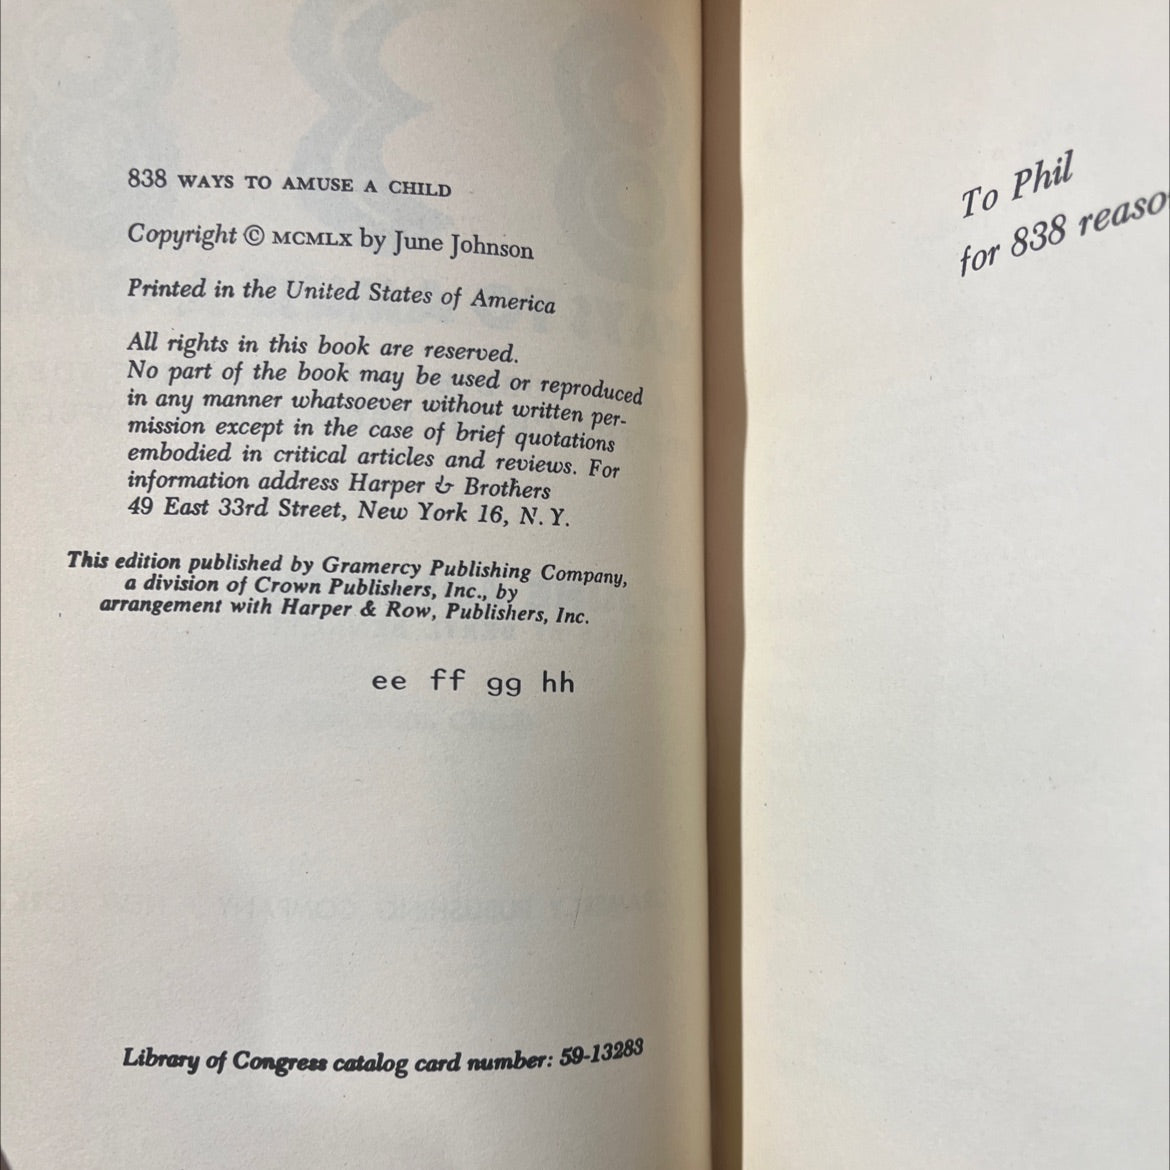 838 WAYS TO AMUSE A CHILD
Copyright © MCMLX by June Johnson
Printed in the United States of America
All rights in this book are reserved.
No part of the book may be used or reproduced
in any manner whatsoever without written per-
mission except in the case of brief quotations
embodied in critical articles and reviews. For
information address Harper & Brothers
49 East 33rd Street, New York 16, N. Y.
This edition published by Gramercy Publishing Company,
a division of Crown Publishers, Inc., by
arrangement with Harper & Row, Publishers, Inc.
ee ff gg hh
Library of Congress catalog card number: 59-13283
To Phil
for 838